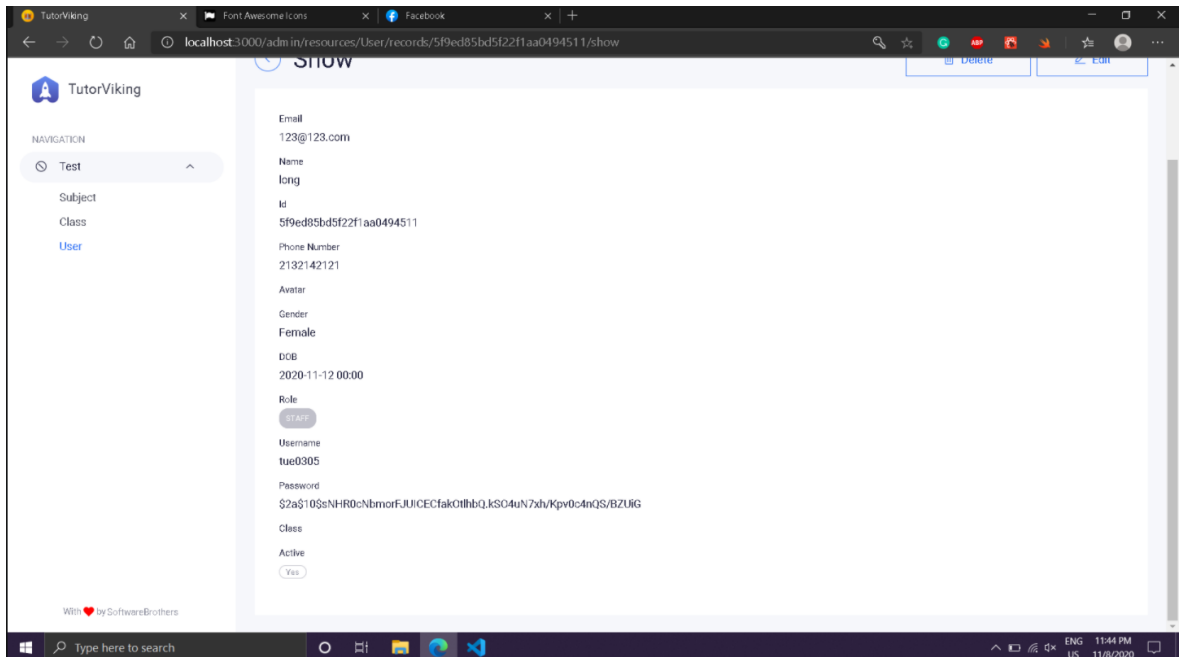 TutorViking
Font Awesome Icons
Facebook
localhost:3000/admin/resources/User/records/5f9ed85bd5f22f1aa0494511/show
ABP
TutorViking
Show
Delete
Edit
NAVIGATION
Test
Subject
Class
User
Email
123@123.com
Name
long
Id
5f9ed85bd5f22f1aa0494511
Phone Number
2132142121
Avatar
Gender
Female
DOB
2020-11-12 00:00
Role
STAFF
Username
tue0305
Password
$2a$10$sNHR0cNbmorFJUICECfakOtlhbQ.kSO4uN7xh/Kpv0c4nQS/BZUiG
Class
Active
Yes
With ❤ by SoftwareBrothers
Type here to search
ENG
US
11:44 PM
11/8/2020